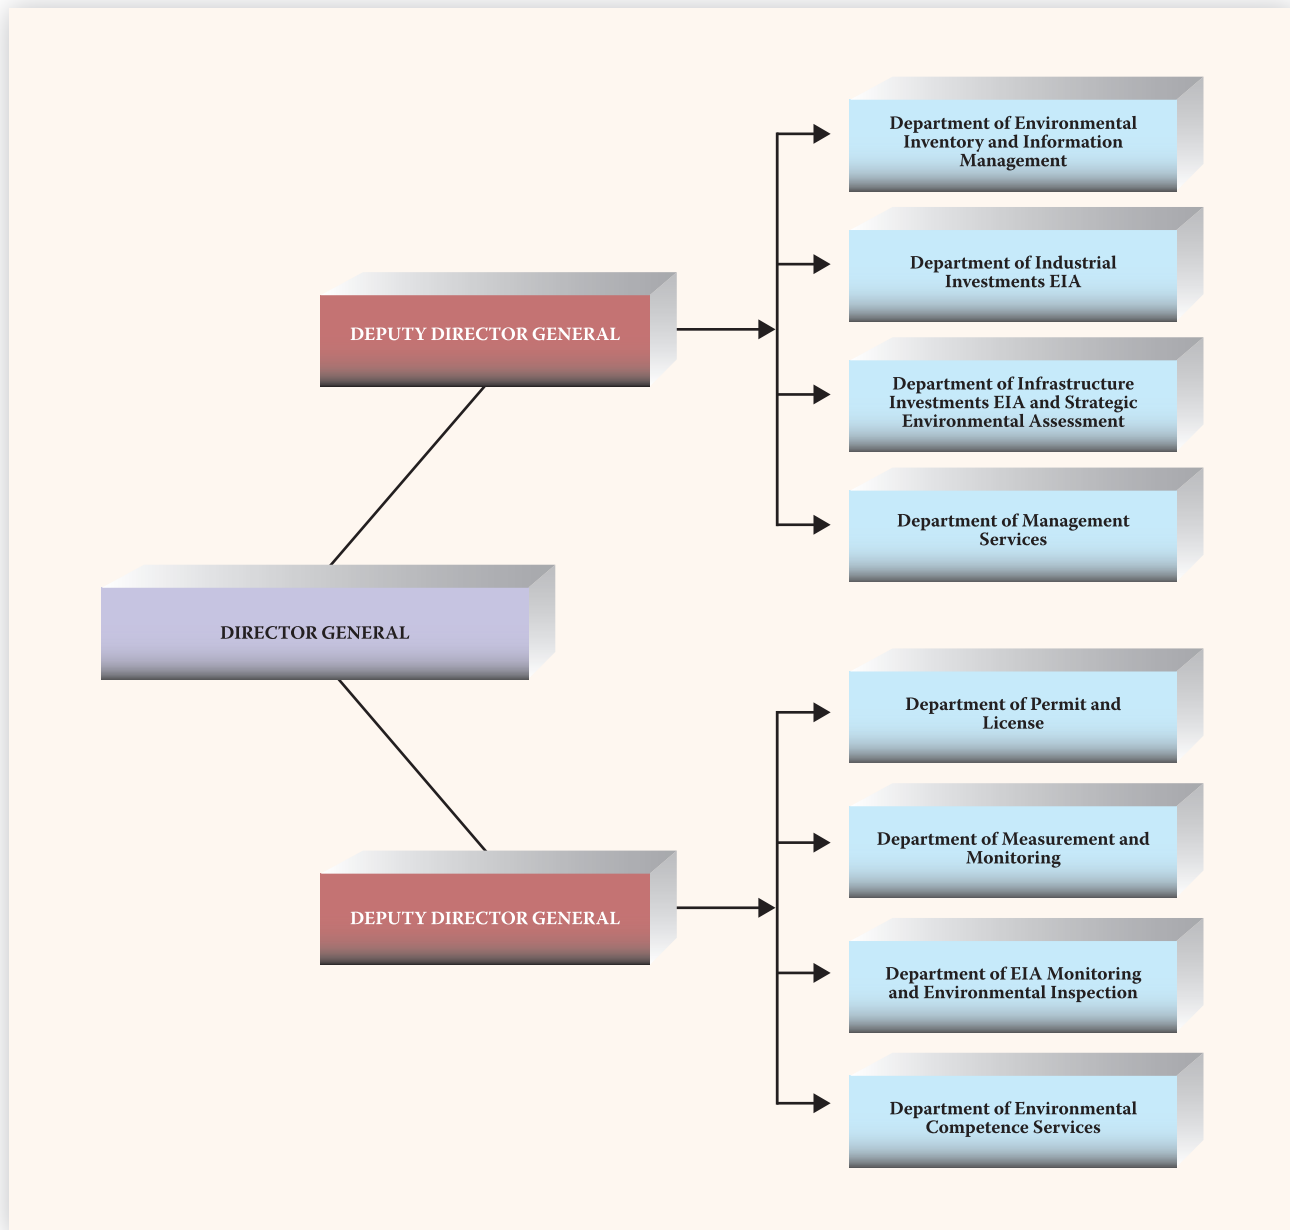 Department of Environmental
Inventory and Information
Management
Department of Industrial
Investments EIA
DEPUTY DIRECTOR GENERAL
Department of Infrastructure
Investments EIA and Strategic
Environmental Assessment
Department of Management
Services
DIRECTOR GENERAL
Department of Permit and
License
Department of Measurement and
Monitoring
DEPUTY DIRECTOR GENERAL
Department of EIA Monitoring
and Environmental Inspection
Department of Environmental
Competence Services